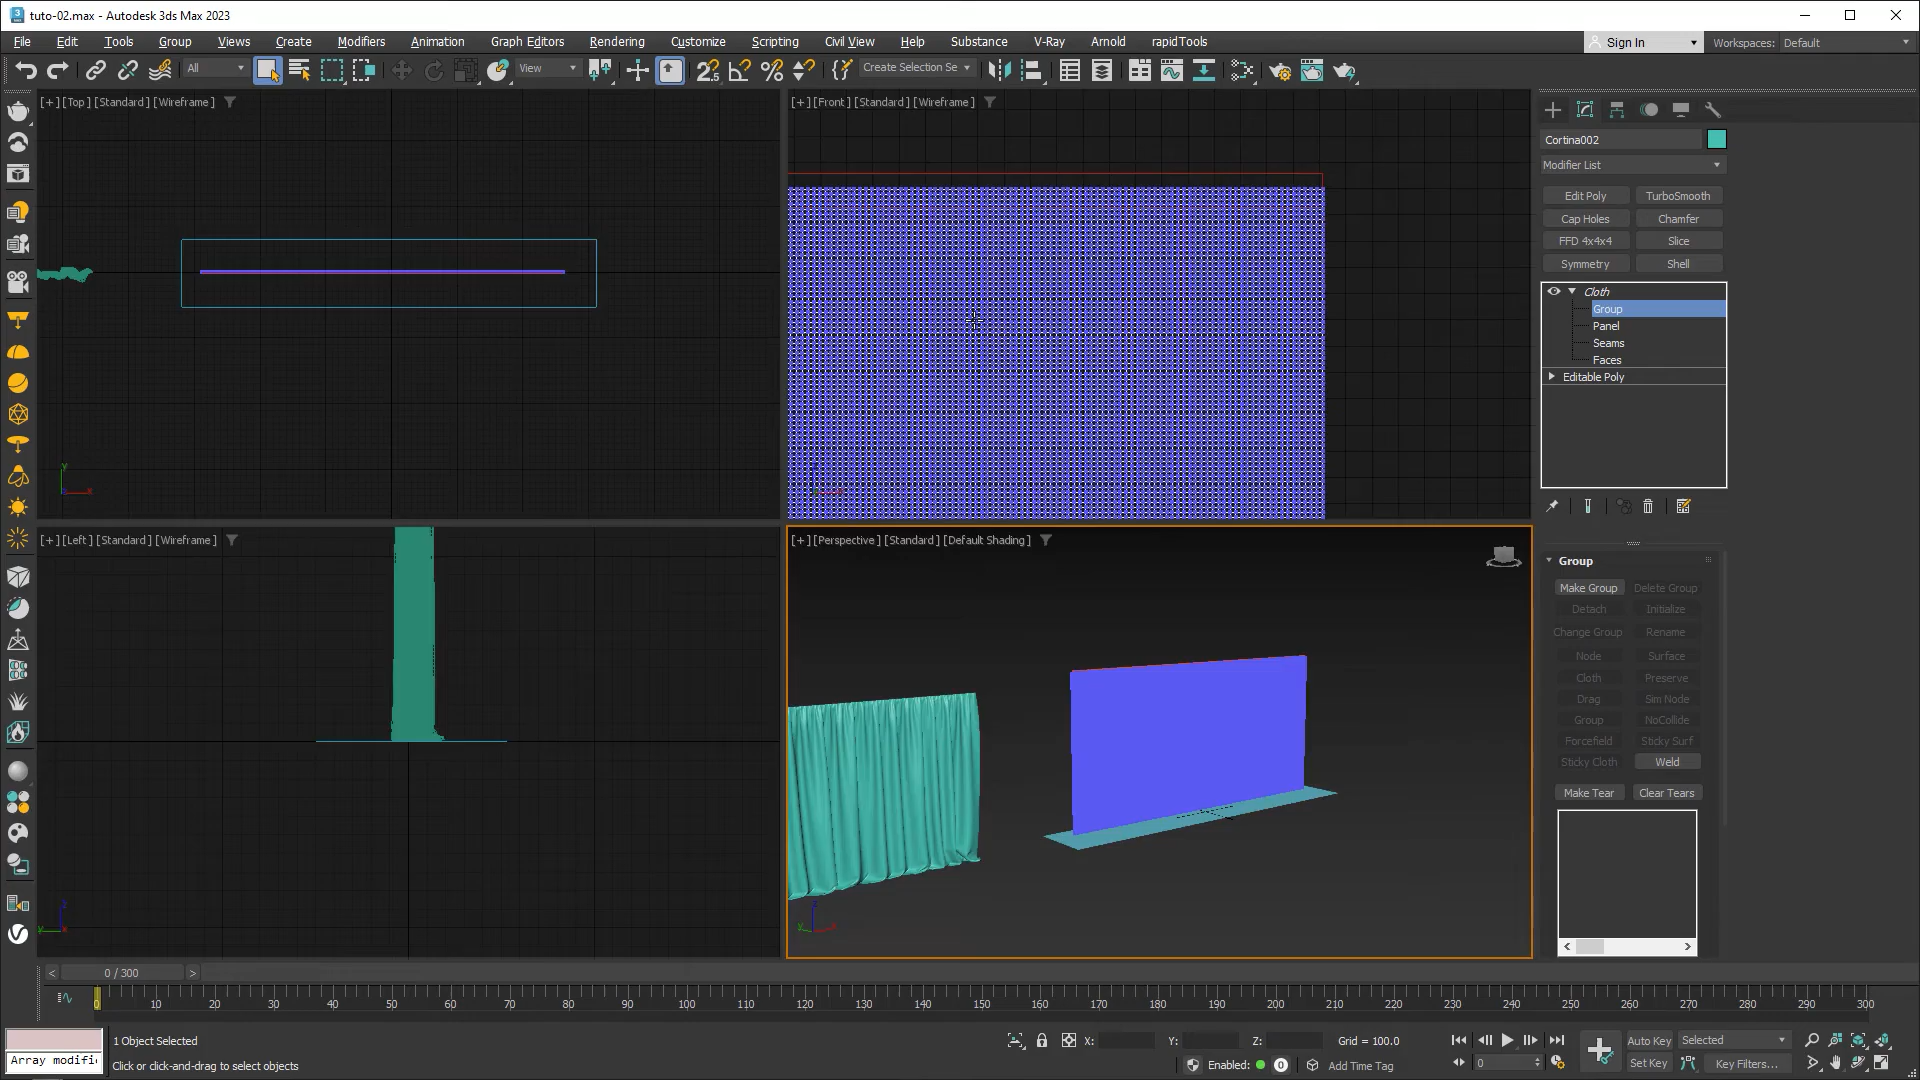 tuto-02.max - Autodesk 3ds Max 2023
File Edit Tools Group Views Create Modifiers Animation Graph Editors Rendering Customize Scripting Civil View Help Substance V-Ray Arnold rapidTools
Sign In Workspaces: Default
All View Create Selection Se
[+] [Top] [Standard] [Wireframe]
[+] [Front] [Standard] [Wireframe]
[+] [Left] [Standard] [Wireframe]
[+] [Perspective] [Standard] [Default Shading]
Cortina002
Modifier List
Edit Poly TurboSmooth
Cap Holes Chamfer
FFD 4x4x4 Slice
Symmetry Shell
Cloth
Group
Panel
Seams
Faces
Editable Poly
Group
Make Group Delete Group
Detach Initialize
Change Group Rename
Node Surface
Cloth Preserve
Drag Sim Node
Group NoCollide
Forcefield Sticky Surf
Sticky Cloth Weld
Make Tear Clear Tears
0 / 300
0 10 20 30 40 50 60 70 80 90 100 110 120 130 140 150 160 170 180 190 200 210 220 230 240 250 260 270 280 290 300
1 Object Selected
X: Y: Z: Grid = 100.0
Auto Key Selected
Array modifi
Click or click-and-drag to select objects
Enabled: 0 Add Time Tag
0
Set Key Key Filters...